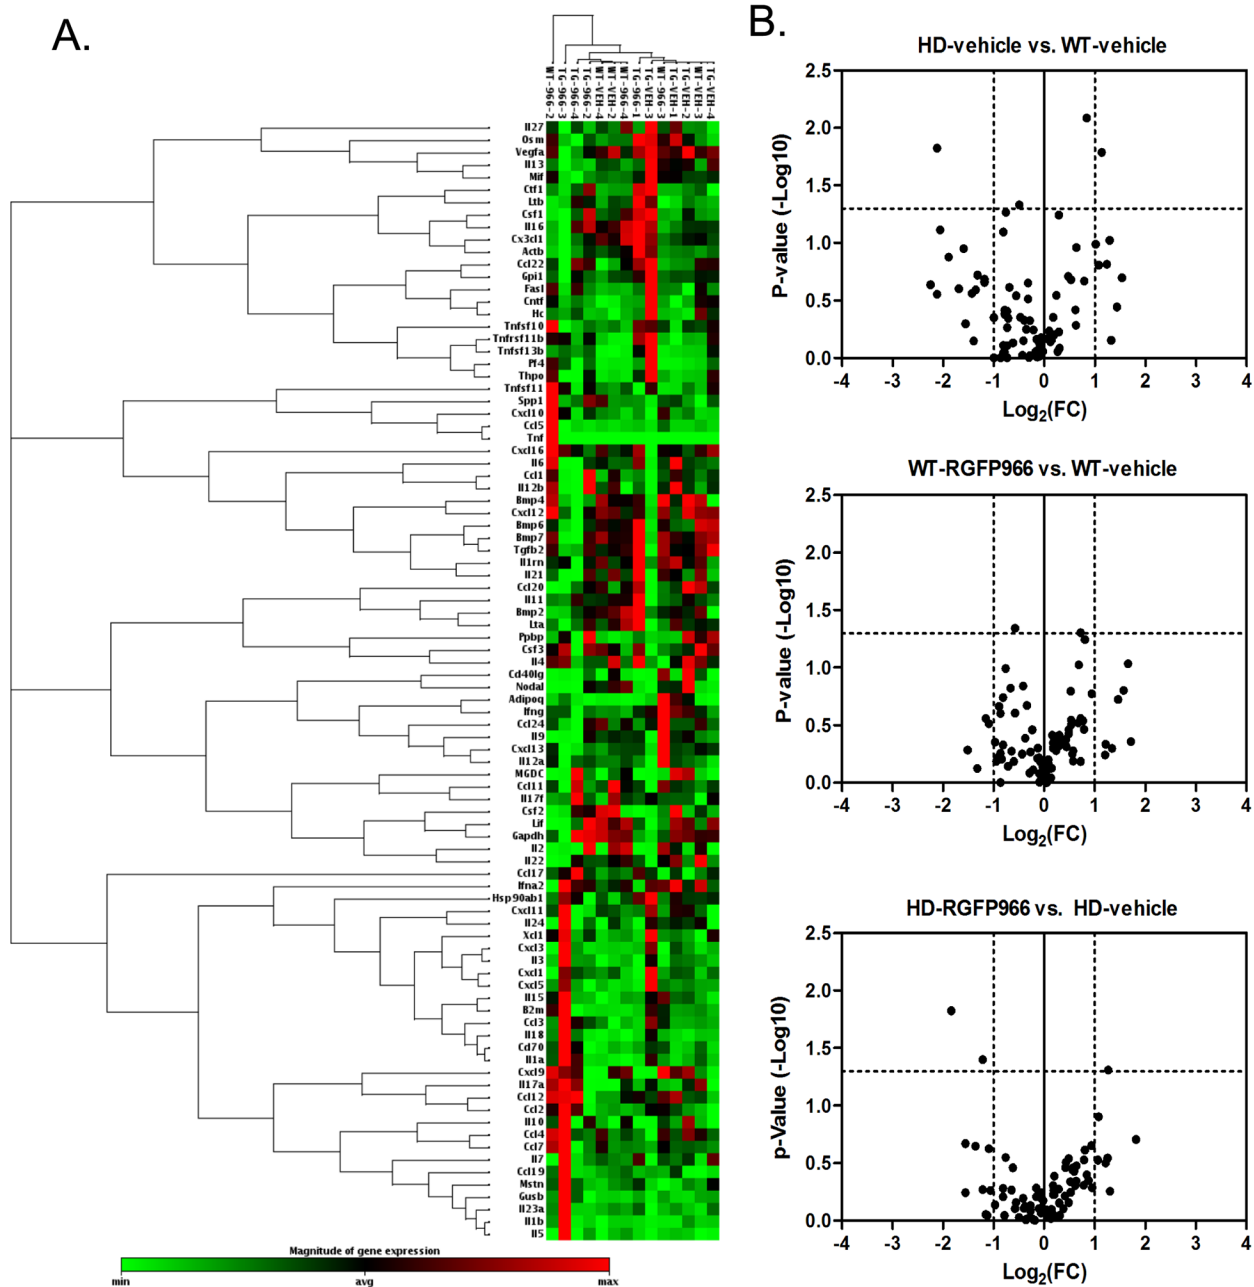 A.
B.
WT-966-2
TG-966-3
TG-966-4
TG-966-2
WT-VEH-4
WT-VEH-2
WT-966-4
TG-966-1
TG-VEH-3
WT-966-3
TG-VEH-1
TG-VEH-2
WT-VEH-3
TG-VEH-4
Il27
Osm
Vegfa
Il13
Mif
Ctf1
Ltb
Csf1
Il16
Cx3cl1
Actb
Ccl22
Gpi1
Fasl
Cntf
Hc
Tnfsf10
Tnfrsf11b
Tnfsf13b
Pf4
Thpo
Tnfsf11
Spp1
Cxcl10
Ccl5
Tnf
Cxcl16
Il6
Ccl1
Il12b
Bmp4
Cxcl12
Bmp6
Bmp7
Tgfb2
Il1rn
Il21
Ccl20
Il11
Bmp2
Lta
Ppbp
Csf3
Il4
Cd40lg
Nodal
Adipoq
Ifng
Ccl24
Il9
Cxcl13
Il12a
MGDC
Ccl11
Il17f
Csf2
Lif
Gapdh
Il2
Il22
Ccl17
Ifna2
Hsp90ab1
Cxcl11
Il24
Xcl1
Cxcl3
Il3
Cxcl1
Cxcl5
Il15
B2m
Ccl3
Il18
Cd70
Il1a
Cxcl9
Il17a
Ccl12
Ccl2
Il10
Ccl4
Ccl7
Il7
Ccl19
Mstn
Gusb
Il23a
Il1b
Il5
Magnitude of gene expression
min avg max
HD-vehicle vs. WT-vehicle
P-value (-Log10)
2.5
2.0
1.5
1.0
0.5
0.0
-4 -3 -2 -1 0 1 2 3 4
Log2(FC)
WT-RGFP966 vs. WT-vehicle
P-value (-Log10)
2.5
2.0
1.5
1.0
0.5
0.0
-4 -3 -2 -1 0 1 2 3 4
Log2(FC)
HD-RGFP966 vs. HD-vehicle
p-Value (-Log10)
2.5
2.0
1.5
1.0
0.5
0.0
-4 -3 -2 -1 0 1 2 3 4
Log2(FC)